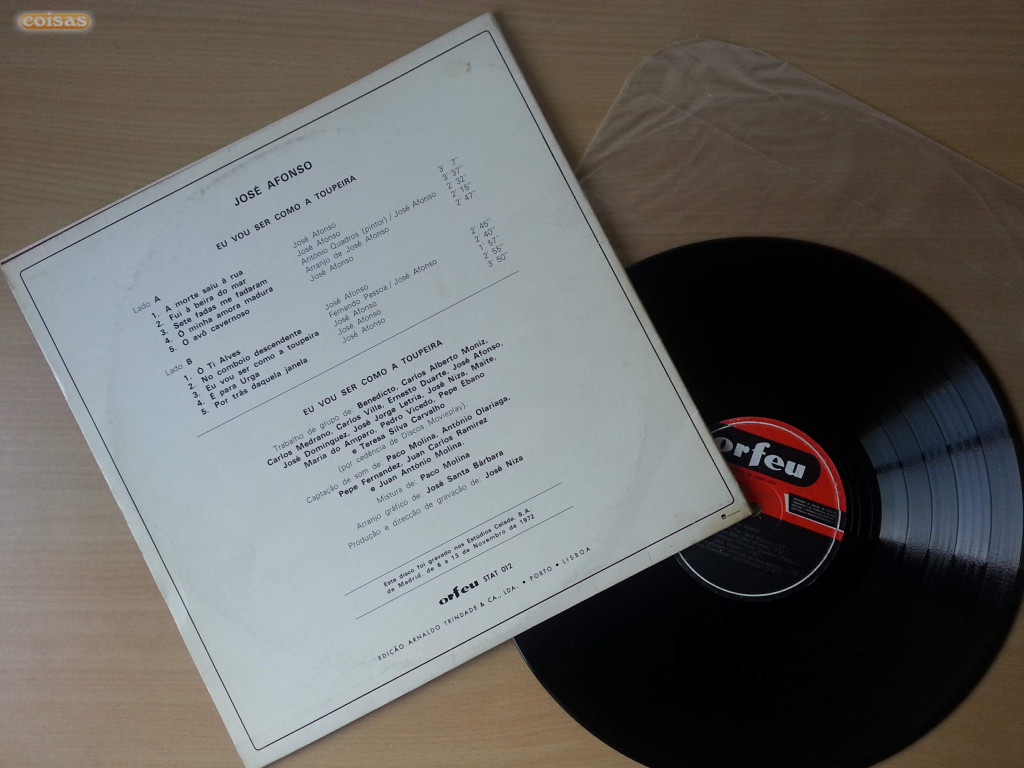 coisas
JOSÉ AFONSO
EU VOU SER COMO A TOUPEIRA
Lado A
1. A morte saiu à rua José Afonso 3' 7''
2. Fui à beira do mar José Afonso 3' 37''
3. Sete fadas me fadaram António Quadros (pintor) / José Afonso 2' 32''
4. Ó minha amora madura Arranjo de José Afonso 2' 15''
5. O avô cavernoso José Afonso 2' 47''
Lado B
1. Ó Ti Alves José Afonso 2' 45''
2. No comboio descendente Fernando Pessoa / José Afonso 2' 40''
3. Eu vou ser como a toupeira José Afonso 1' 57''
4. É para Urga José Afonso 2' 55''
5. Por trás daquela janela José Afonso 3' 50''
EU VOU SER COMO A TOUPEIRA
Trabalho de grupo de: Benedicto, Carlos Alberto Moniz,
Carlos Medrano, Carlos Villa, Ernesto Duarte, José Afonso,
José Dominguez, José Jorge Letria, José Niza, Maite,
Maria do Amparo, Pedro Vicedo, Pepe Ébano
e Teresa Silva Carvalho
(por cedência de Discos Movieplay).
Captação de som de: Paco Molina, António Olariaga,
Pepe Fernandez, Juan Carlos Ramirez
e Juan António Molina.
Mistura de: Paco Molina
Arranjo gráfico de: José Santa Bárbara
Produção e direcção de gravação de: José Niza
Este disco foi gravado nos Estúdios Celada, S.A.
de Madrid, de 6 a 13 de Novembro de 1972
orfeu STAT 012
EDIÇÃO ARNALDO TRINDADE & CA., LDA. • PORTO • LISBOA
orfeu